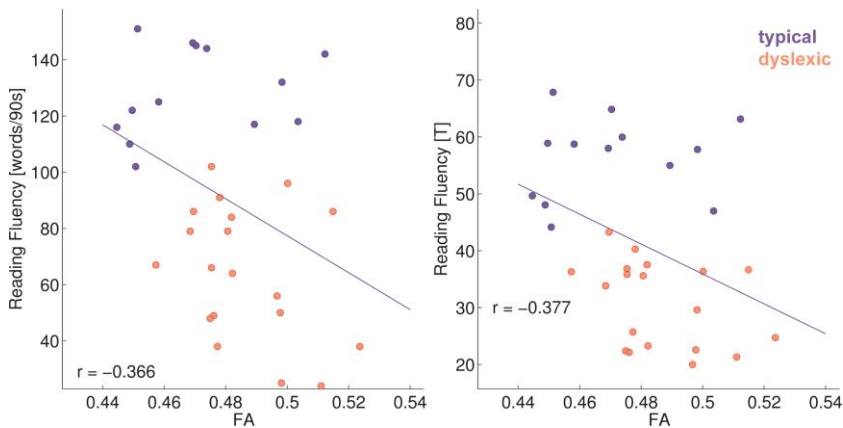 Reading Fluency [words/90s]
140
120
100
80
60
40
r = −0.366
0.44 0.46 0.48 0.5 0.52 0.54
FA
Reading Fluency [T]
80
70
60
50
40
30
20
typical
dyslexic
r = −0.377
0.44 0.46 0.48 0.5 0.52 0.54
FA